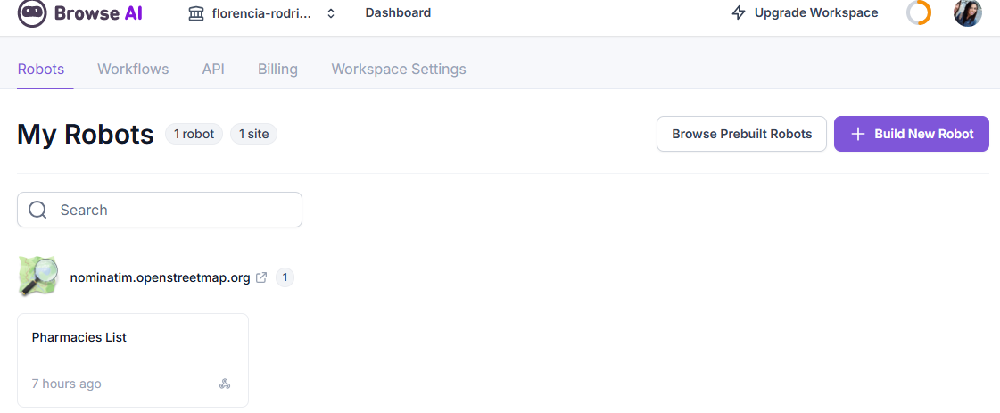 Browse AI florencia-rodri... Dashboard Upgrade Workspace
Robots Workflows API Billing Workspace Settings
My Robots 1 robot 1 site Browse Prebuilt Robots Build New Robot
Search
nominatim.openstreetmap.org 1
Pharmacies List
7 hours ago